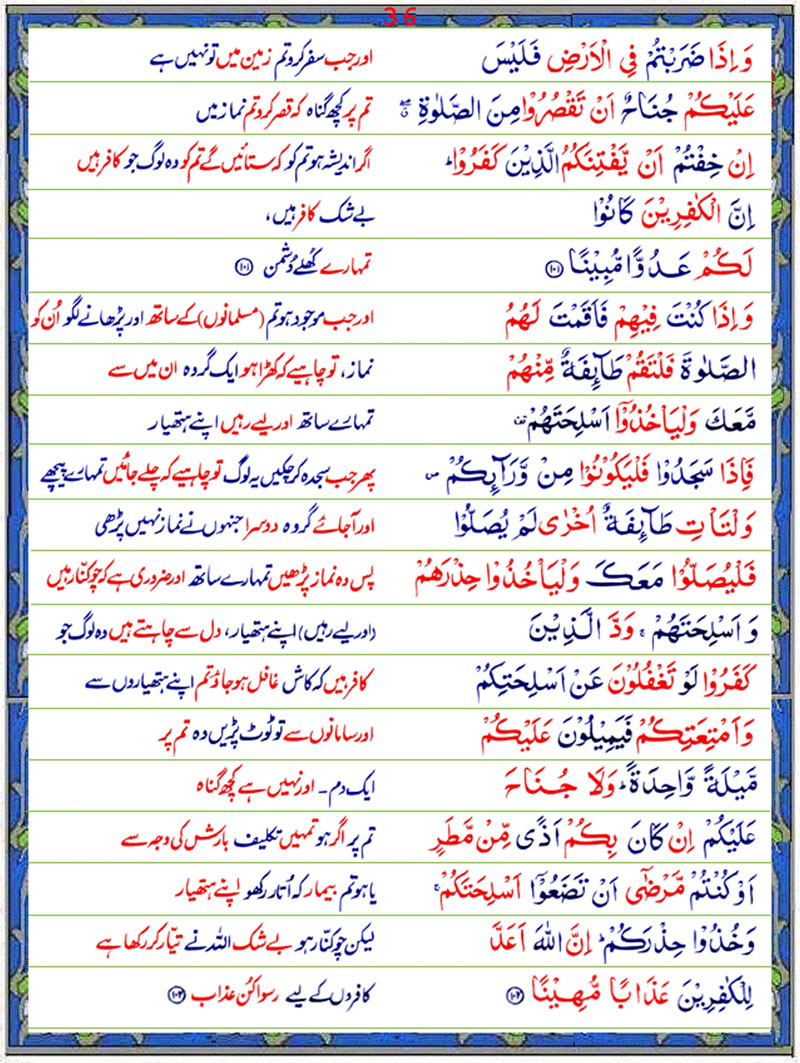 36
وَاِذَا ضَرَبْتُمْ فِي الْاَرْضِ فَلَيْسَ اور جب سفر کرو تم زمین میں تو نہیں ہے
عَلَيْكُمْ جُنَاحٌ اَنْ تَقْصُرُوْا مِنَ الصَّلٰوةِ تم پر کچھ گناہ کہ قصر کرو تم نماز میں
اِنْ خِفْتُمْ اَنْ يَّفْتِنَكُمُ الَّذِيْنَ كَفَرُوْا ؕ اگر اندیشہ ہو تم کو کہ ستائیں گے تم کو وہ لوگ جو کافر ہیں
اِنَّ الْكٰفِرِيْنَ كَانُوْا بے شک کافر ہیں،
لَكُمْ عَدُوًّا مُّبِيْنًا ۱۰۱ تمہارے کھلے دشمن ۱۰۱
وَاِذَا كُنْتَ فِيْهِمْ فَاَقَمْتَ لَهُمُ اور جب موجود ہو تم (مسلمانوں) کے ساتھ اور پڑھانے لگو اُن کو
الصَّلٰوةَ فَلْتَقُمْ طَآئِفَةٌ مِّنْهُمْ نماز، تو چاہیے کہ کھڑا ہو ایک گروہ ان میں سے
مَّعَكَ وَلْيَاْخُذُوْٓا اَسْلِحَتَهُمْ تمہارے ساتھ اور لیے رہیں اپنے ہتھیار
فَاِذَا سَجَدُوْا فَلْيَكُوْنُوْا مِنْ وَّرَآئِكُمْ پھر جب سجدہ کر چکیں یہ لوگ تو چاہیے کہ چلے جائیں تمہارے پیچھے
وَلْتَاْتِ طَآئِفَةٌ اُخْرٰى لَمْ يُصَلُّوْا اور آجائے گروہ دوسرا جنہوں نے نماز نہیں پڑھی
فَلْيُصَلُّوْا مَعَكَ وَلْيَاْخُذُوْا حِذْرَهُمْ پس وہ نماز پڑھیں تمہارے ساتھ اور ضروری ہے کہ چوکنّا رہیں
وَاَسْلِحَتَهُمْ ۚ وَدَّ الَّذِيْنَ (اور لیے رہیں) اپنے ہتھیار، دل سے چاہتے ہیں وہ لوگ جو
كَفَرُوْا لَوْ تَغْفُلُوْنَ عَنْ اَسْلِحَتِكُمْ کافر ہیں کہ کاش غافل ہو جاؤ تم اپنے ہتھیاروں سے
وَاَمْتِعَتِكُمْ فَيَمِيْلُوْنَ عَلَيْكُمْ اور سامانوں سے تو ٹوٹ پڑیں وہ تم پر
مَّيْلَةً وَّاحِدَةً ؕ وَلَا جُنَاحَ ایک دم۔ اور نہیں ہے کچھ گناہ
عَلَيْكُمْ اِنْ كَانَ بِكُمْ اَذًى مِّنْ مَّطَرٍ تم پر اگر ہو تمہیں تکلیف بارش کی وجہ سے
اَوْ كُنْتُمْ مَّرْضٰٓى اَنْ تَضَعُوْٓا اَسْلِحَتَكُمْ ۚ یا ہو تم بیمار کہ اُتار رکھو اپنے ہتھیار
وَخُذُوْا حِذْرَكُمْ ؕ اِنَّ اللّٰهَ اَعَدَّ لیکن چوکنّا رہو بے شک اللہ نے تیّار کر رکھا ہے
لِلْكٰفِرِيْنَ عَذَابًا مُّهِيْنًا ۱۰۲ کافروں کے لیے رسوا کُن عذاب ۱۰۲